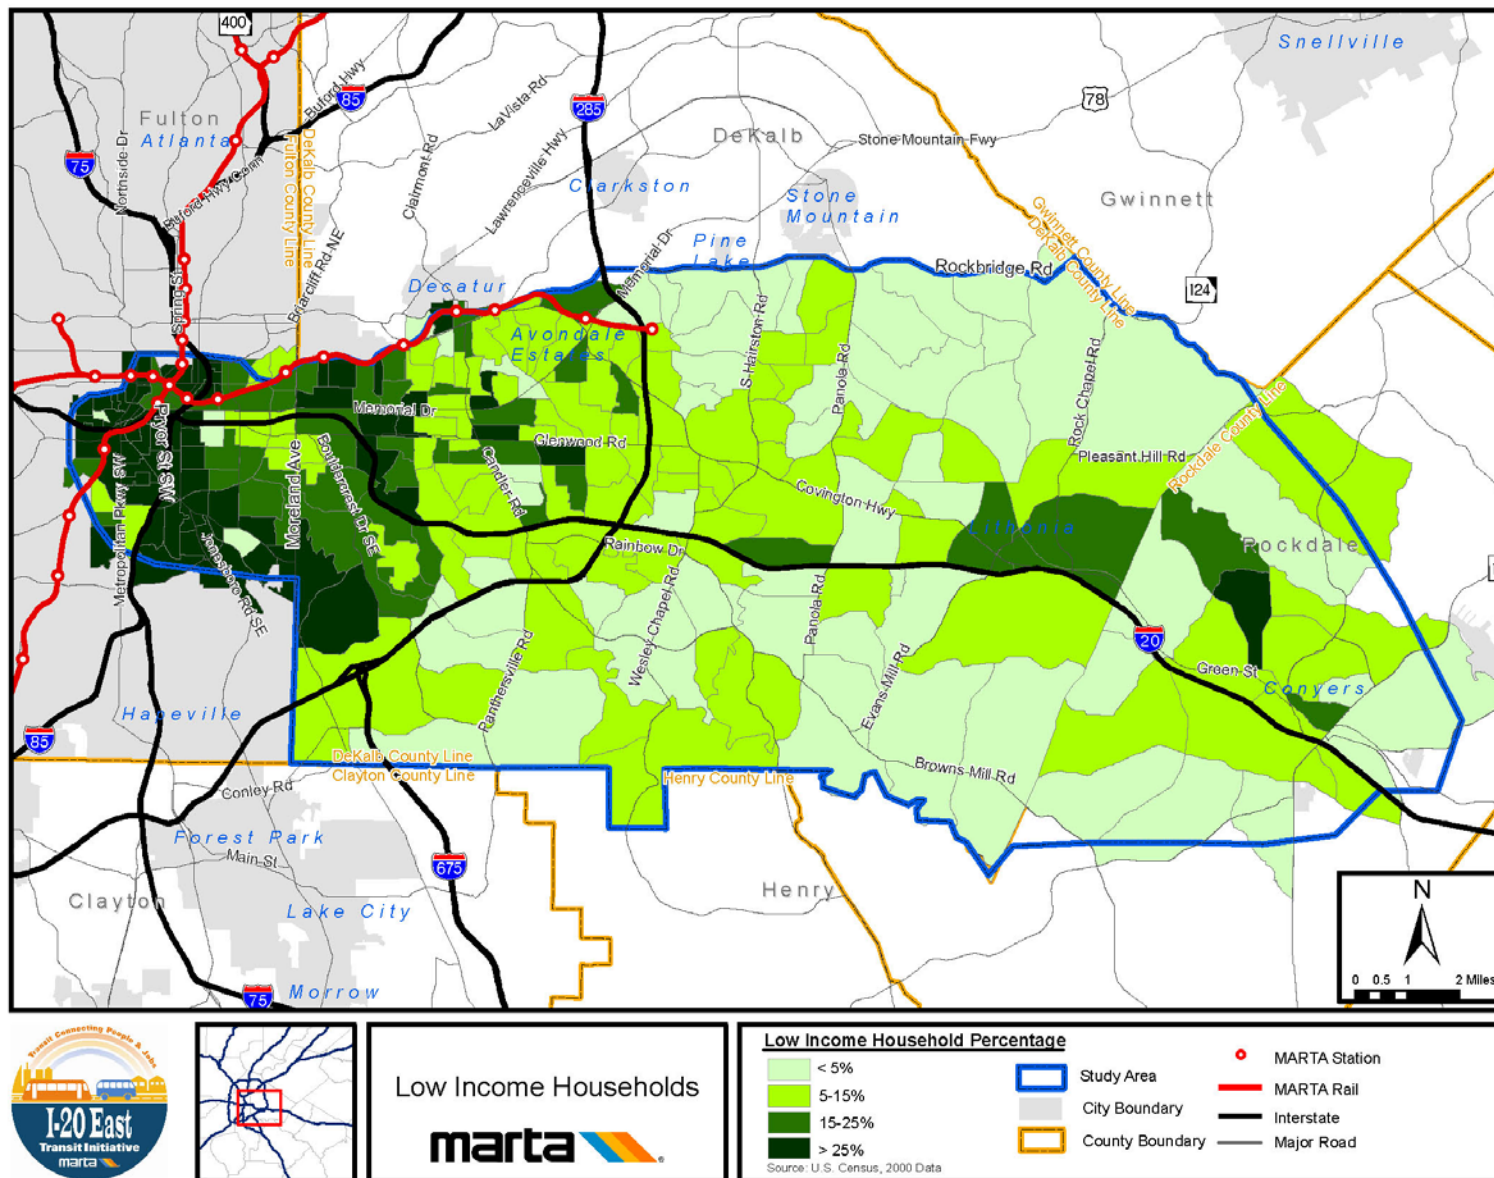 400
Snellville
Buford Hwy
85
LaVista Rd
285
78
Fulton
Atlanta
Northside Dr
75
DeKalb
Stone Mountain Fwy
DeKalb County Line
Fulton County Line
Clairmont Rd
Lawrenceville Hwy
Clarkston
Stone
Mountain
Gwinnett
Buford Hwy Conn
Gwinnett County Line
DeKalb County Line
Pine
Lake
Memorial Dr
Rockbridge Rd
Briarcliff Rd NE
Decatur
124
Spring St
Avondale
Estates
S Hairston Rd
Panola Rd
Rock Chapel Rd
Memorial Dr
Pryor St SW
Glenwood Rd
Rockdale County Line
Moreland Ave
Bouldercrest Dr SE
Candler Rd
Pleasant Hill Rd
Covington Hwy
Metropolitan Pkwy SW
Lithonia
Rockdale
Jonesboro Rd SE
Rainbow Dr
Wesley Chapel Rd
Panola Rd
20
Panthersville Rd
Evans Mill Rd
Green St
Conyers
Hapeville
85
DeKalb County Line
Clayton County Line
Henry County Line
Browns Mill Rd
Conley Rd
Forest Park
Main St
675
Clayton
Henry
Lake City
Morrow
75
N
0 0.5 1 2 Miles
Transit Connecting People & Jobs
I-20 East
Transit Initiative
marta
Low Income Households
marta
Low Income Household Percentage
< 5%
5-15%
15-25%
> 25%
Source: U.S. Census, 2000 Data
Study Area
City Boundary
County Boundary
MARTA Station
MARTA Rail
Interstate
Major Road